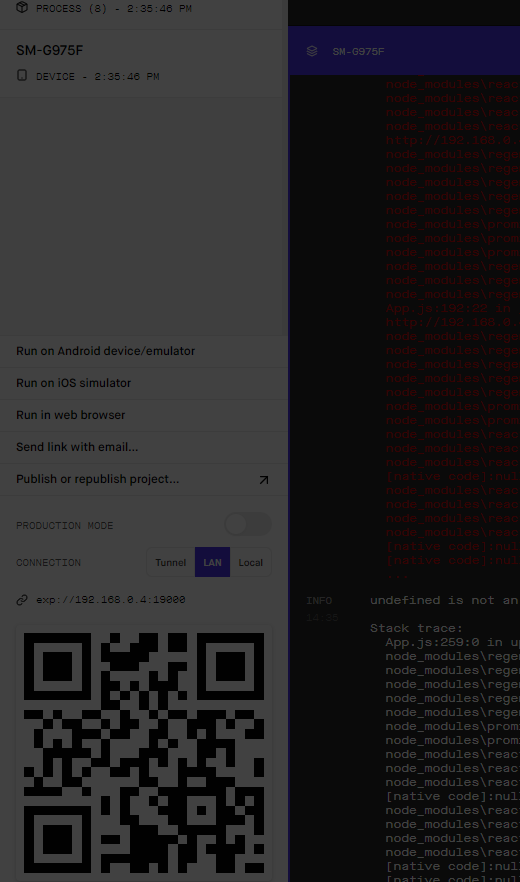 PROCESS (8) - 2:35:46 PM
SM-G975F
DEVICE - 2:35:46 PM
Run on Android device/emulator
Run on iOS simulator
Run in web browser
Send link with email...
Publish or republish project...
PRODUCTION MODE
CONNECTION
Tunnel
LAN
Local
exp://192.168.0.4:19000
SM-G975F
node_modules\reac
node_modules\reac
node_modules\reac
node_modules\reac
http://192.168.0.
node_modules\rege
node_modules\rege
node_modules\rege
node_modules\rege
node_modules\rege
node_modules\prom
node_modules\prom
node_modules\prom
node_modules\rege
node_modules\rege
node_modules\rege
App.js:192:22 in
http://192.168.0.
node_modules\rege
node_modules\rege
node_modules\rege
node_modules\rege
node_modules\rege
node_modules\prom
node_modules\prom
node_modules\reac
node_modules\reac
node_modules\reac
[native code]:nul
node_modules\reac
node_modules\reac
node_modules\reac
node_modules\reac
[native code]:nul
[native code]:nul
...
INFO
14:35
undefined is not an
Stack trace:
App.js:259:0 in up
node_modules\rege
node_modules\rege
node_modules\rege
node_modules\rege
node_modules\rege
node_modules\promi
node_modules\promi
node_modules\reac
node_modules\reac
node_modules\reac
[native code]:null
node_modules\reac
node_modules\reac
node_modules\reac
node_modules\reac
[native code]:null
[native code]:null